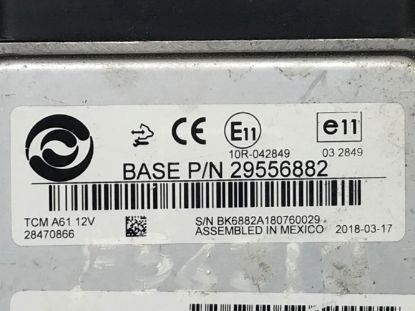 CE E11 e11
10R-042849 03 2849
BASE P/N 29556882
TCM A61 12V S/N BK6882A180760029
28470866 ASSEMBLED IN MEXICO 2018-03-17